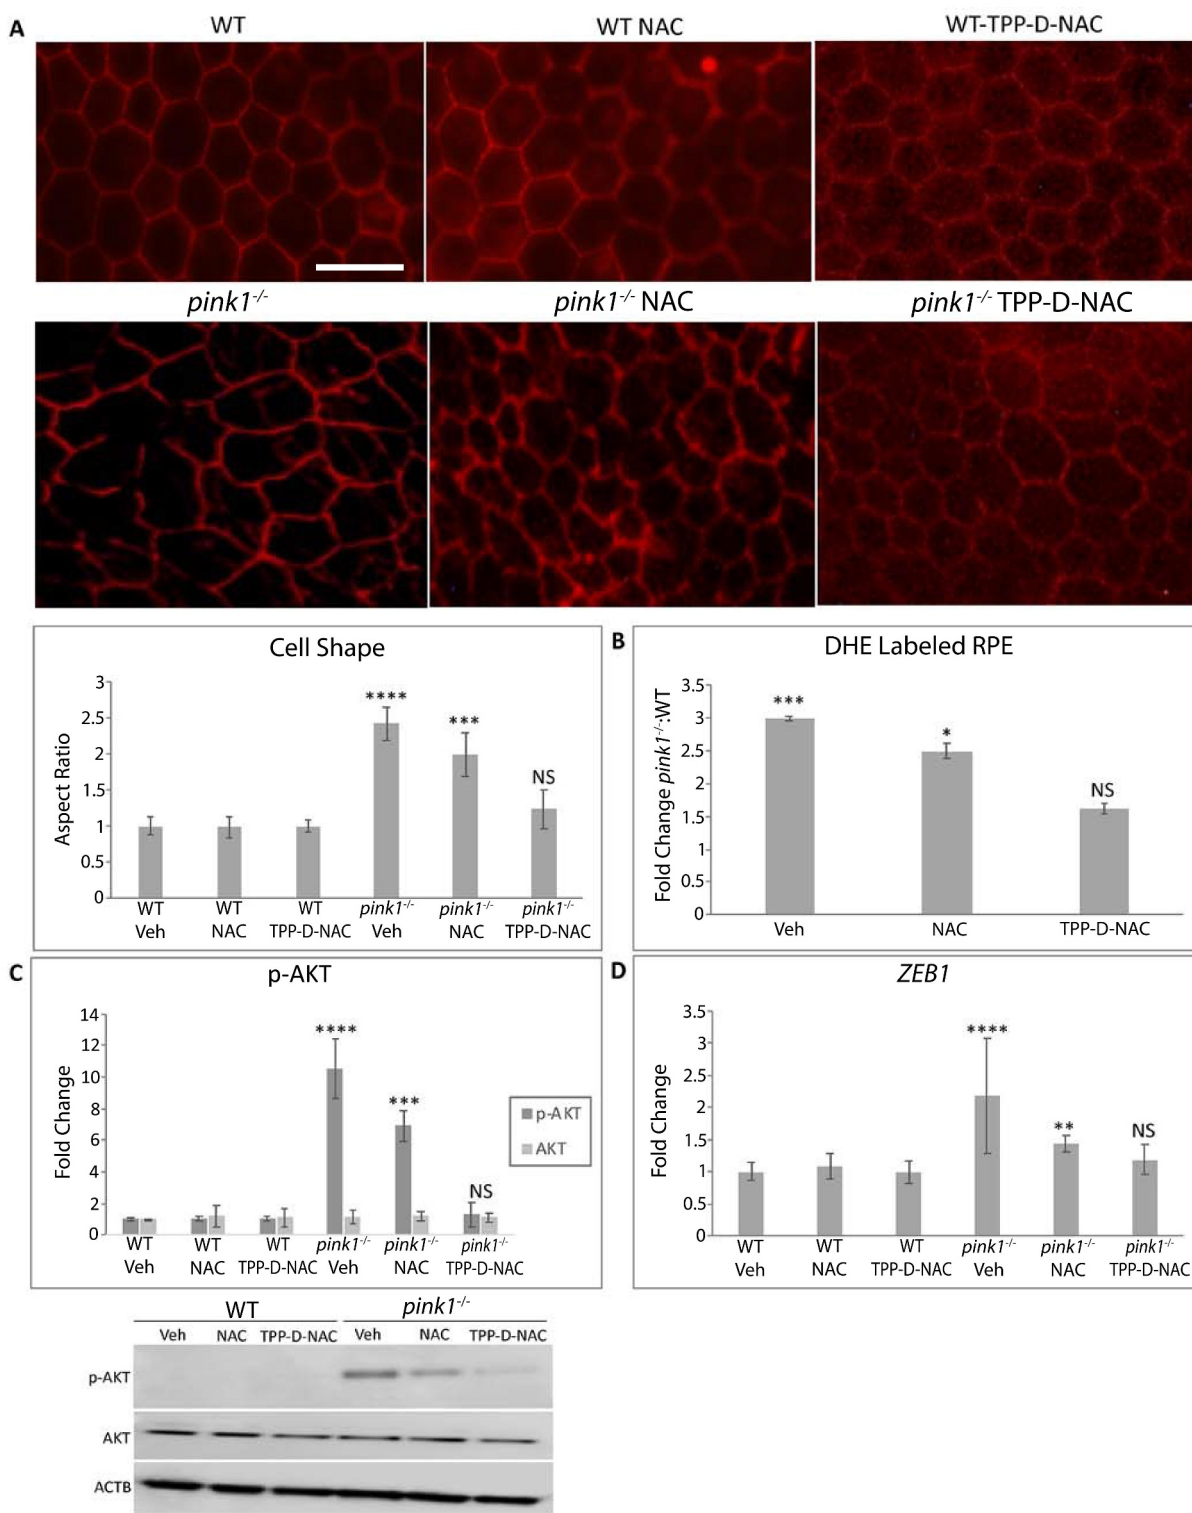 A
WT
WT NAC
WT-TPP-D-NAC
pink1-/-
pink1-/- NAC
pink1-/- TPP-D-NAC
Cell Shape
Aspect Ratio
3
2.5
2
1.5
1
0.5
0
****
***
NS
WT Veh
WT NAC
WT TPP-D-NAC
pink1-/- Veh
pink1-/- NAC
pink1-/- TPP-D-NAC
B
DHE Labeled RPE
Fold Change pink1-/-:WT
3.5
3
2.5
2
1.5
1
0.5
0
***
*
NS
Veh
NAC
TPP-D-NAC
C
p-AKT
Fold Change
14
12
10
8
6
4
2
0
****
***
NS
p-AKT
AKT
WT Veh
WT NAC
WT TPP-D-NAC
pink1-/- Veh
pink1-/- NAC
pink1-/- TPP-D-NAC
WT
pink1-/-
Veh NAC TPP-D-NAC Veh NAC TPP-D-NAC
p-AKT
AKT
ACTB
D
ZEB1
Fold Change
3.5
3
2.5
2
1.5
1
0.5
0
****
**
NS
WT Veh
WT NAC
WT TPP-D-NAC
pink1-/- Veh
pink1-/- NAC
pink1-/- TPP-D-NAC